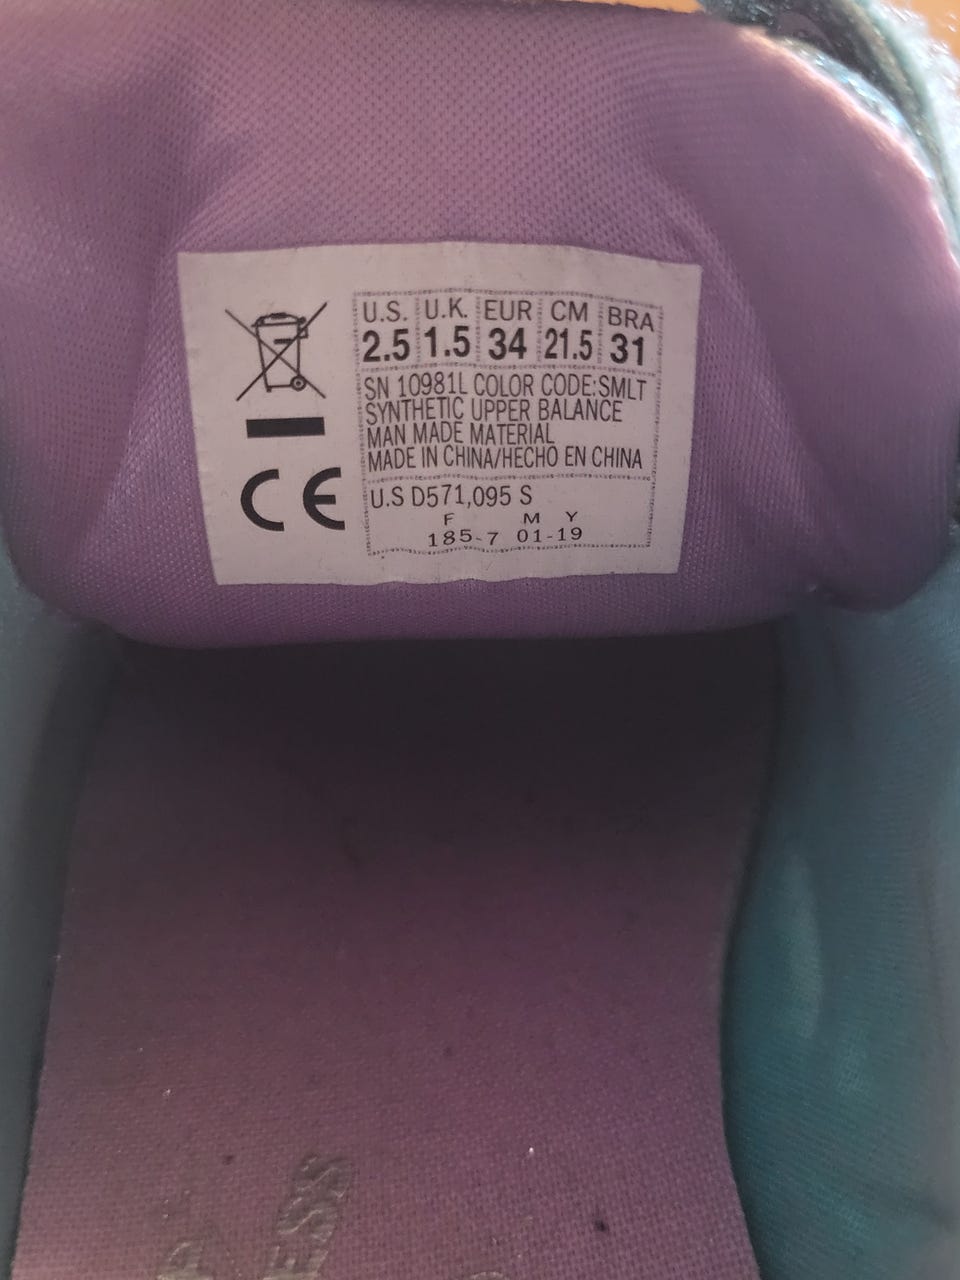 U.S. U.K. EUR CM BRA
2.5 1.5 34 21.5 31
SN 10981L COLOR CODE:SMLT
SYNTHETIC UPPER BALANCE
MAN MADE MATERIAL
MADE IN CHINA/HECHO EN CHINA
U.S D571,095 S
F M Y
185-7 01-19
CE